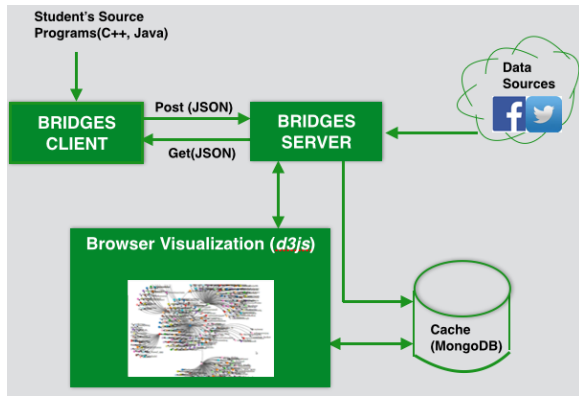 Student's Source
Programs(C++, Java)
Data
Sources
Post (JSON)
BRIDGES
CLIENT
BRIDGES
SERVER
Get(JSON)
Browser Visualization (d3js)
Cache
(MongoDB)